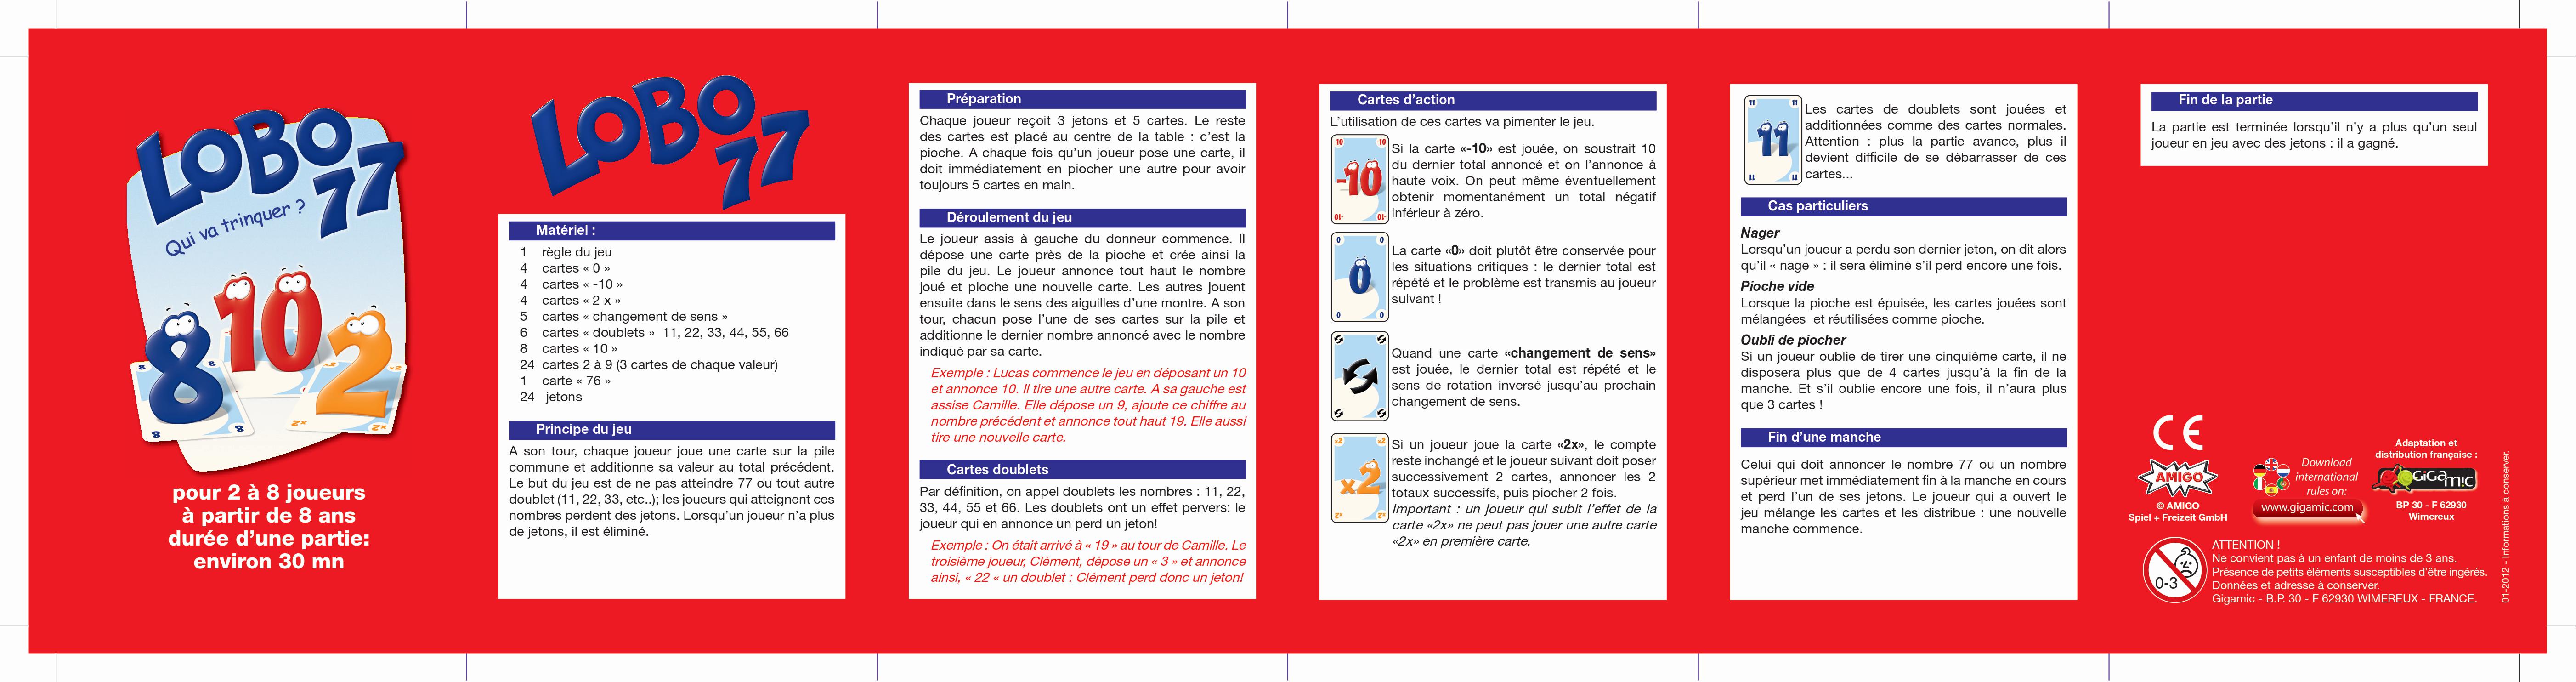 LOBO
77
Qui va trinquer ?
8 10 2
8
8
x2
x2
pour 2 à 8 joueurs
à partir de 8 ans
durée d’une partie:
environ 30 mn
LOBO
77
Matériel :
1 règle du jeu
4 cartes « 0 »
4 cartes « -10 »
4 cartes « 2 x »
5 cartes « changement de sens »
6 cartes « doublets » 11, 22, 33, 44, 55, 66
8 cartes « 10 »
24 cartes 2 à 9 (3 cartes de chaque valeur)
1 carte « 76 »
24 jetons
Principe du jeu
A son tour, chaque joueur joue une carte sur la pile
commune et additionne sa valeur au total précédent.
Le but du jeu est de ne pas atteindre 77 ou tout autre
doublet (11, 22, 33, etc..); les joueurs qui atteignent ces
nombres perdent des jetons. Lorsqu’un joueur n’a plus
de jetons, il est éliminé.
Préparation
Chaque joueur reçoit 3 jetons et 5 cartes. Le reste
des cartes est placé au centre de la table : c’est la
pioche. A chaque fois qu’un joueur pose une carte, il
doit immédiatement en piocher une autre pour avoir
toujours 5 cartes en main.
Déroulement du jeu
Le joueur assis à gauche du donneur commence. Il
dépose une carte près de la pioche et crée ainsi la
pile du jeu. Le joueur annonce tout haut le nombre
joué et pioche une nouvelle carte. Les autres jouent
ensuite dans le sens des aiguilles d’une montre. A son
tour, chacun pose l’une de ses cartes sur la pile et
additionne le dernier nombre annoncé avec le nombre
indiqué par sa carte.
Exemple : Lucas commence le jeu en déposant un 10
et annonce 10. Il tire une autre carte. A sa gauche est
assise Camille. Elle dépose un 9, ajoute ce chiffre au
nombre précédent et annonce tout haut 19. Elle aussi
tire une nouvelle carte.
Cartes doublets
Par définition, on appel doublets les nombres : 11, 22,
33, 44, 55 et 66. Les doublets ont un effet pervers: le
joueur qui en annonce un perd un jeton!
Exemple : On était arrivé à « 19 » au tour de Camille. Le
troisième joueur, Clément, dépose un « 3 » et annonce
ainsi, « 22 « un doublet : Clément perd donc un jeton!
Cartes d’action
L’utilisation de ces cartes va pimenter le jeu.
-10 -10
-10
-10 -10
Si la carte «-10» est jouée, on soustrait 10
du dernier total annoncé et on l’annonce à
haute voix. On peut même éventuellement
obtenir momentanément un total négatif
inférieur à zéro.
0 0
0
0 0
La carte «0» doit plutôt être conservée pour
les situations critiques : le dernier total est
répété et le problème est transmis au joueur
suivant !
Quand une carte «changement de sens»
est jouée, le dernier total est répété et le
sens de rotation inversé jusqu’au prochain
changement de sens.
x2 x2
x2
x2 x2
Si un joueur joue la carte «2x», le compte
reste inchangé et le joueur suivant doit poser
successivement 2 cartes, annoncer les 2
totaux successifs, puis piocher 2 fois.
Important : un joueur qui subit l’effet de la
carte «2x» ne peut pas jouer une autre carte
«2x» en première carte.
11 11
11
11 11
Les cartes de doublets sont jouées et
additionnées comme des cartes normales.
Attention : plus la partie avance, plus il
devient difficile de se débarrasser de ces
cartes...
Cas particuliers
Nager
Lorsqu’un joueur a perdu son dernier jeton, on dit alors
qu’il « nage » : il sera éliminé s’il perd encore une fois.
Pioche vide
Lorsque la pioche est épuisée, les cartes jouées sont
mélangées et réutilisées comme pioche.
Oubli de piocher
Si un joueur oublie de tirer une cinquième carte, il ne
disposera plus que de 4 cartes jusqu’à la fin de la
manche. Et s’il oublie encore une fois, il n’aura plus
que 3 cartes !
Fin d’une manche
Celui qui doit annoncer le nombre 77 ou un nombre
supérieur met immédiatement fin à la manche en cours
et perd l’un de ses jetons. Le joueur qui a ouvert le
jeu mélange les cartes et les distribue : une nouvelle
manche commence.
Fin de la partie
La partie est terminée lorsqu’il n’y a plus qu’un seul
joueur en jeu avec des jetons : il a gagné.
CE
AMIGO
© AMIGO
Spiel + Freizeit GmbH
Download
international
rules on:
www.gigamic.com
Adaptation et
distribution française :
GIGAMIC
BP 30 - F 62930
Wimereux
0-3
ATTENTION !
Ne convient pas à un enfant de moins de 3 ans.
Présence de petits éléments susceptibles d’être ingérés.
Données et adresse à conserver.
Gigamic - B.P. 30 - F 62930 WIMEREUX - FRANCE.
01-2012 - Informations à conserver.